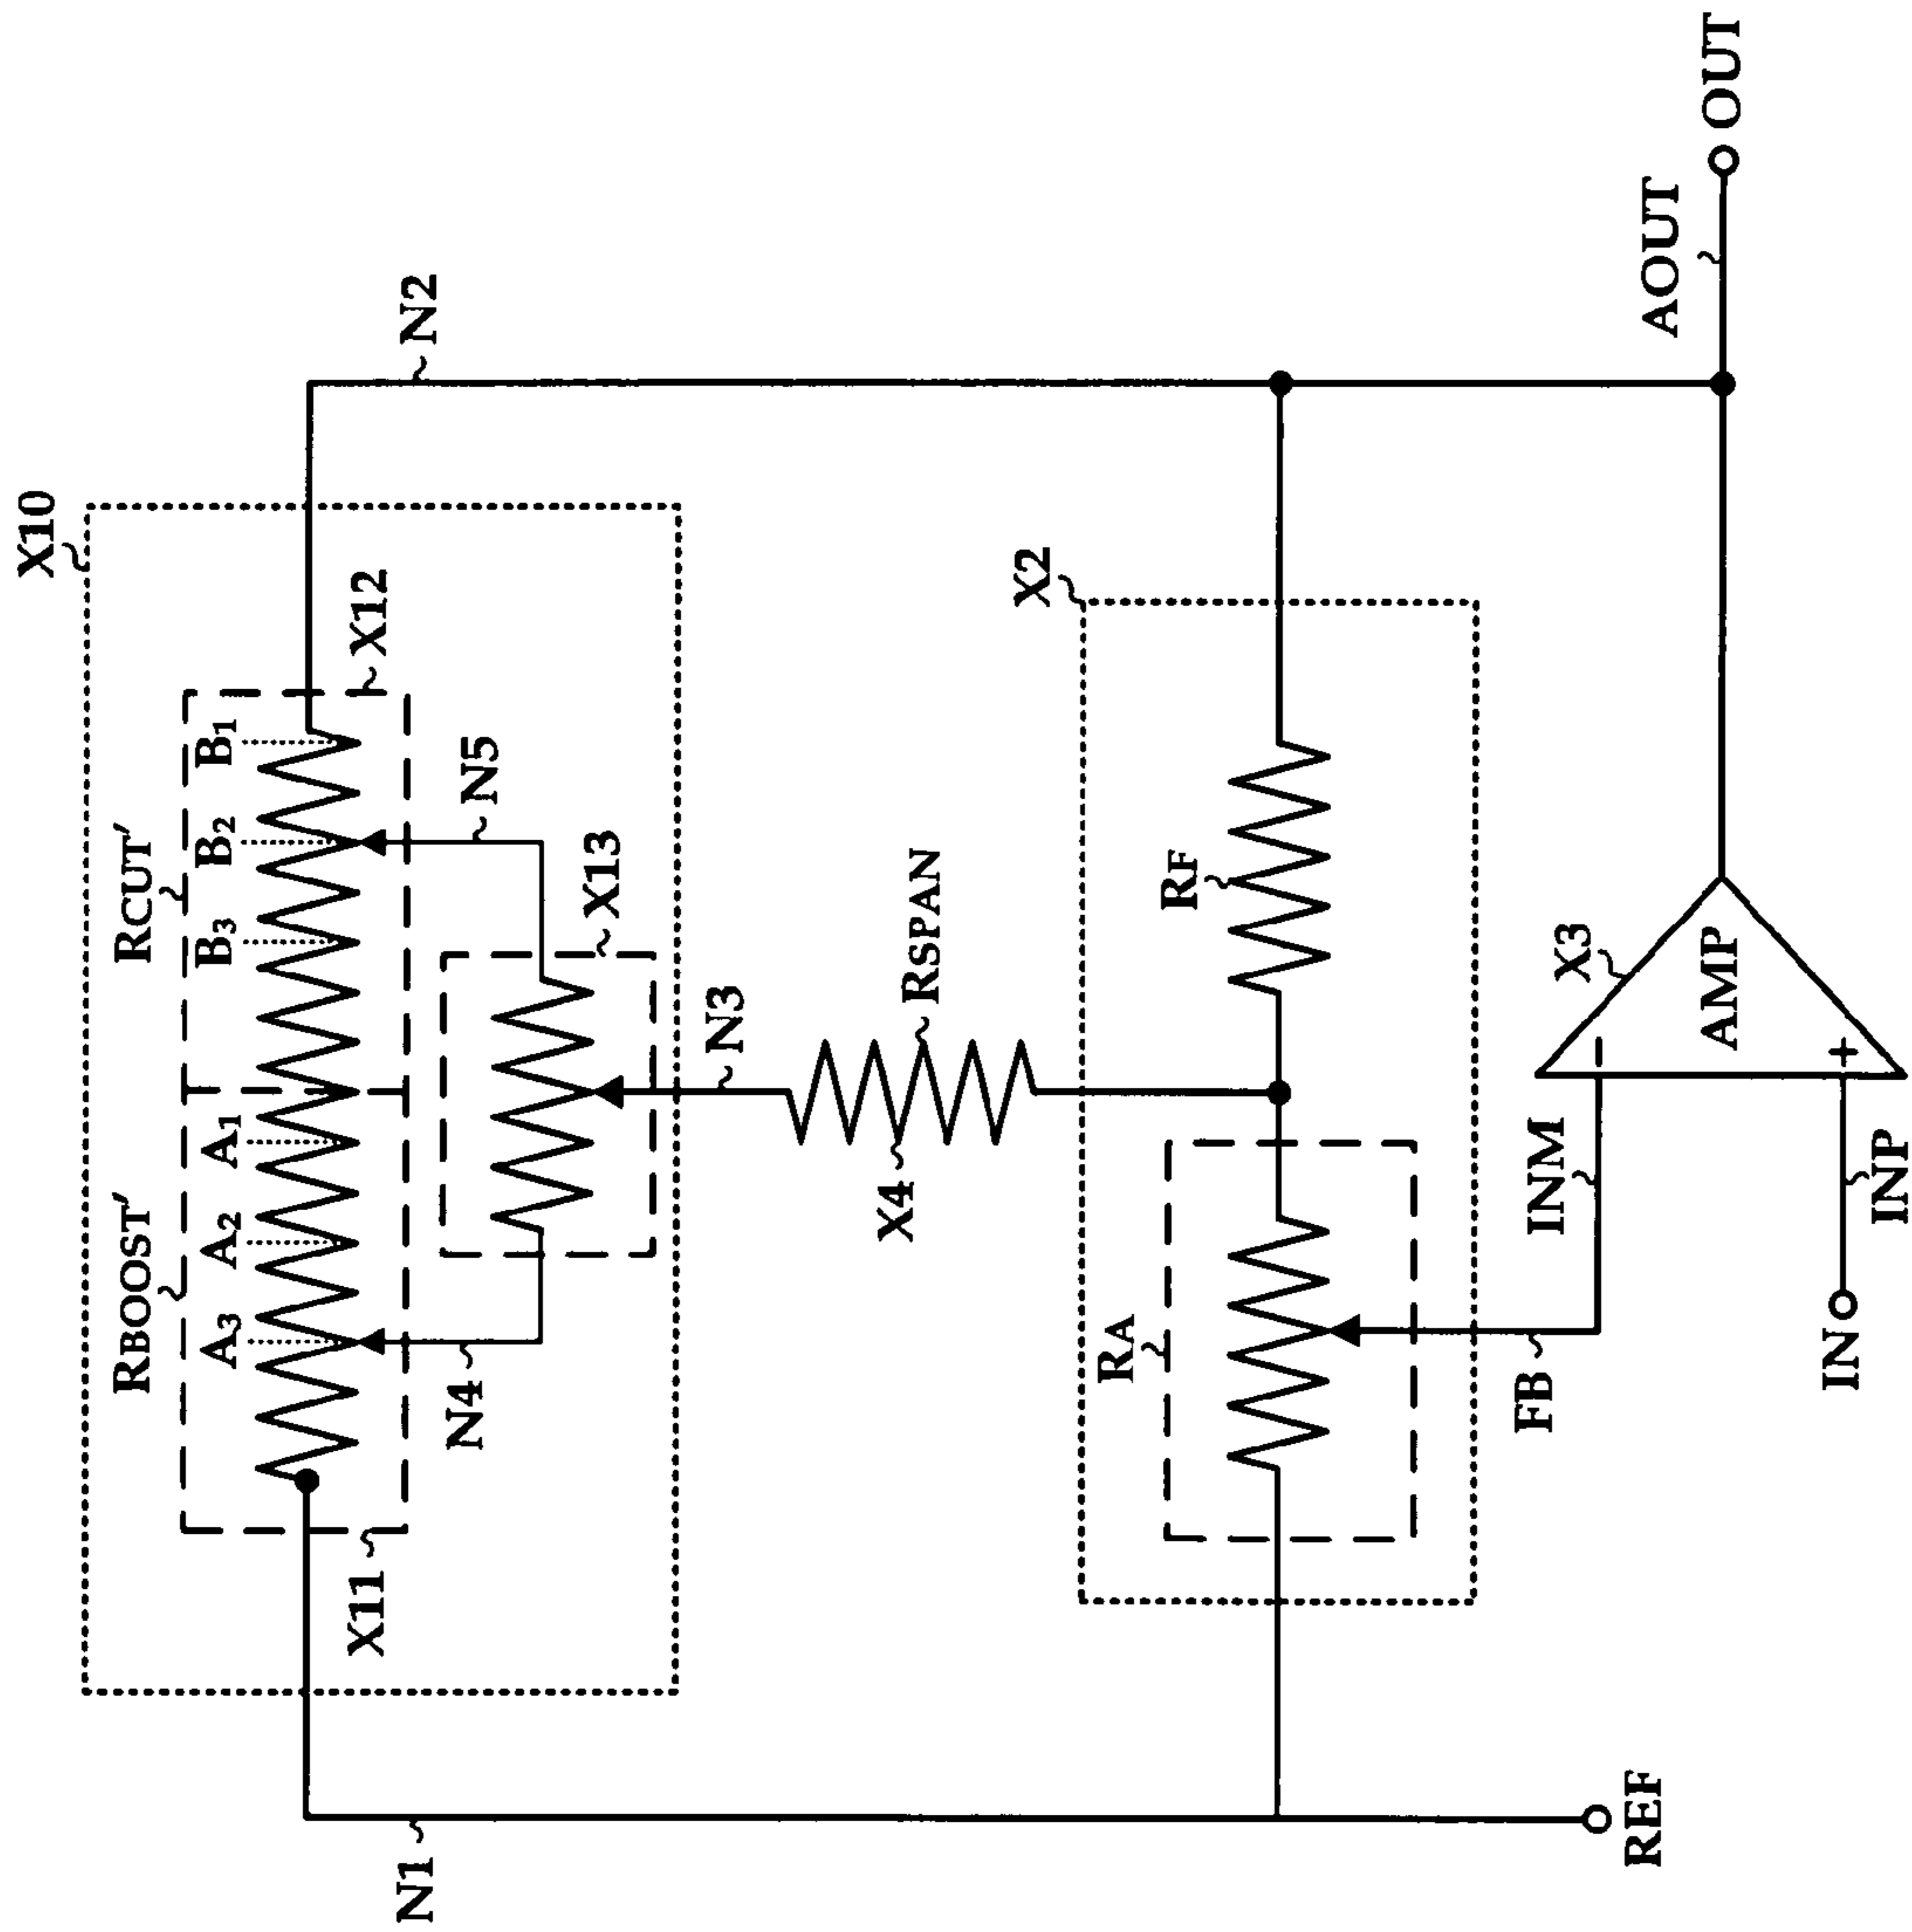 X10
RCUT′
RBOOST′
X12
B1
B2
B3
A1
A2
A3
N2
N5
X13
N4
X11
N1
N3
RSPAN
X4
X2
RF
RA
X3
AMP
−
+
INM
INP
FB
IN
REF
AOUT
OUT